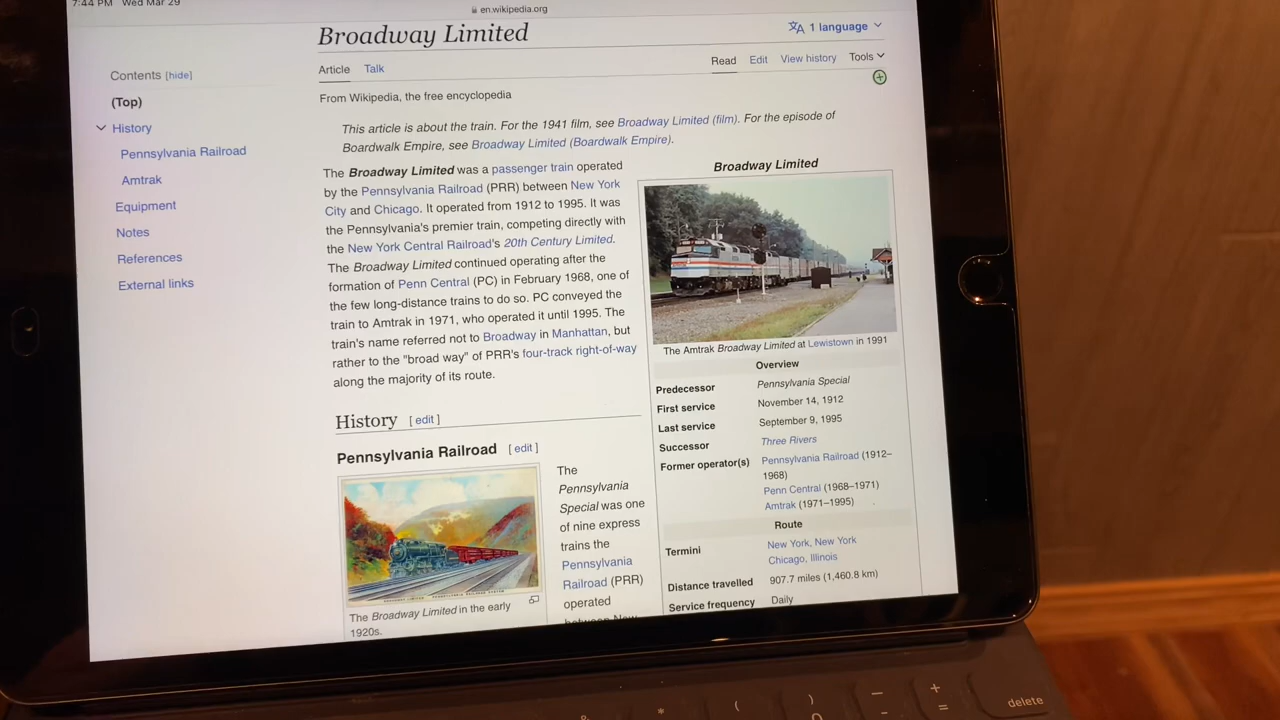 7:44 PM Wed Mar 29
en.wikipedia.org
Broadway Limited
1 language
Contents [hide]
(Top)
History
Pennsylvania Railroad
Amtrak
Equipment
Notes
References
External links
Article Talk
Read Edit View history Tools
From Wikipedia, the free encyclopedia
This article is about the train. For the 1941 film, see Broadway Limited (film). For the episode of
Boardwalk Empire, see Broadway Limited (Boardwalk Empire).
The Broadway Limited was a passenger train operated
by the Pennsylvania Railroad (PRR) between New York
City and Chicago. It operated from 1912 to 1995. It was
the Pennsylvania's premier train, competing directly with
the New York Central Railroad's 20th Century Limited.
The Broadway Limited continued operating after the
formation of Penn Central (PC) in February 1968, one of
the few long-distance trains to do so. PC conveyed the
train to Amtrak in 1971, who operated it until 1995. The
train's name referred not to Broadway in Manhattan, but
rather to the "broad way" of PRR's four-track right-of-way
along the majority of its route.
Broadway Limited
The Amtrak Broadway Limited at Lewistown in 1991
Overview
Predecessor Pennsylvania Special
First service November 14, 1912
Last service September 9, 1995
Successor Three Rivers
Former operator(s) Pennsylvania Railroad (1912–
1968)
Penn Central (1968–1971)
Amtrak (1971–1995)
Route
Termini New York, New York
Chicago, Illinois
Distance travelled 907.7 miles (1,460.8 km)
Service frequency Daily
History [ edit ]
Pennsylvania Railroad [ edit ]
The Broadway Limited in the early
1920s.
The
Pennsylvania
Special was one
of nine express
trains the
Pennsylvania
Railroad (PRR)
operated
between New
& * ( ) — +
- =
delete